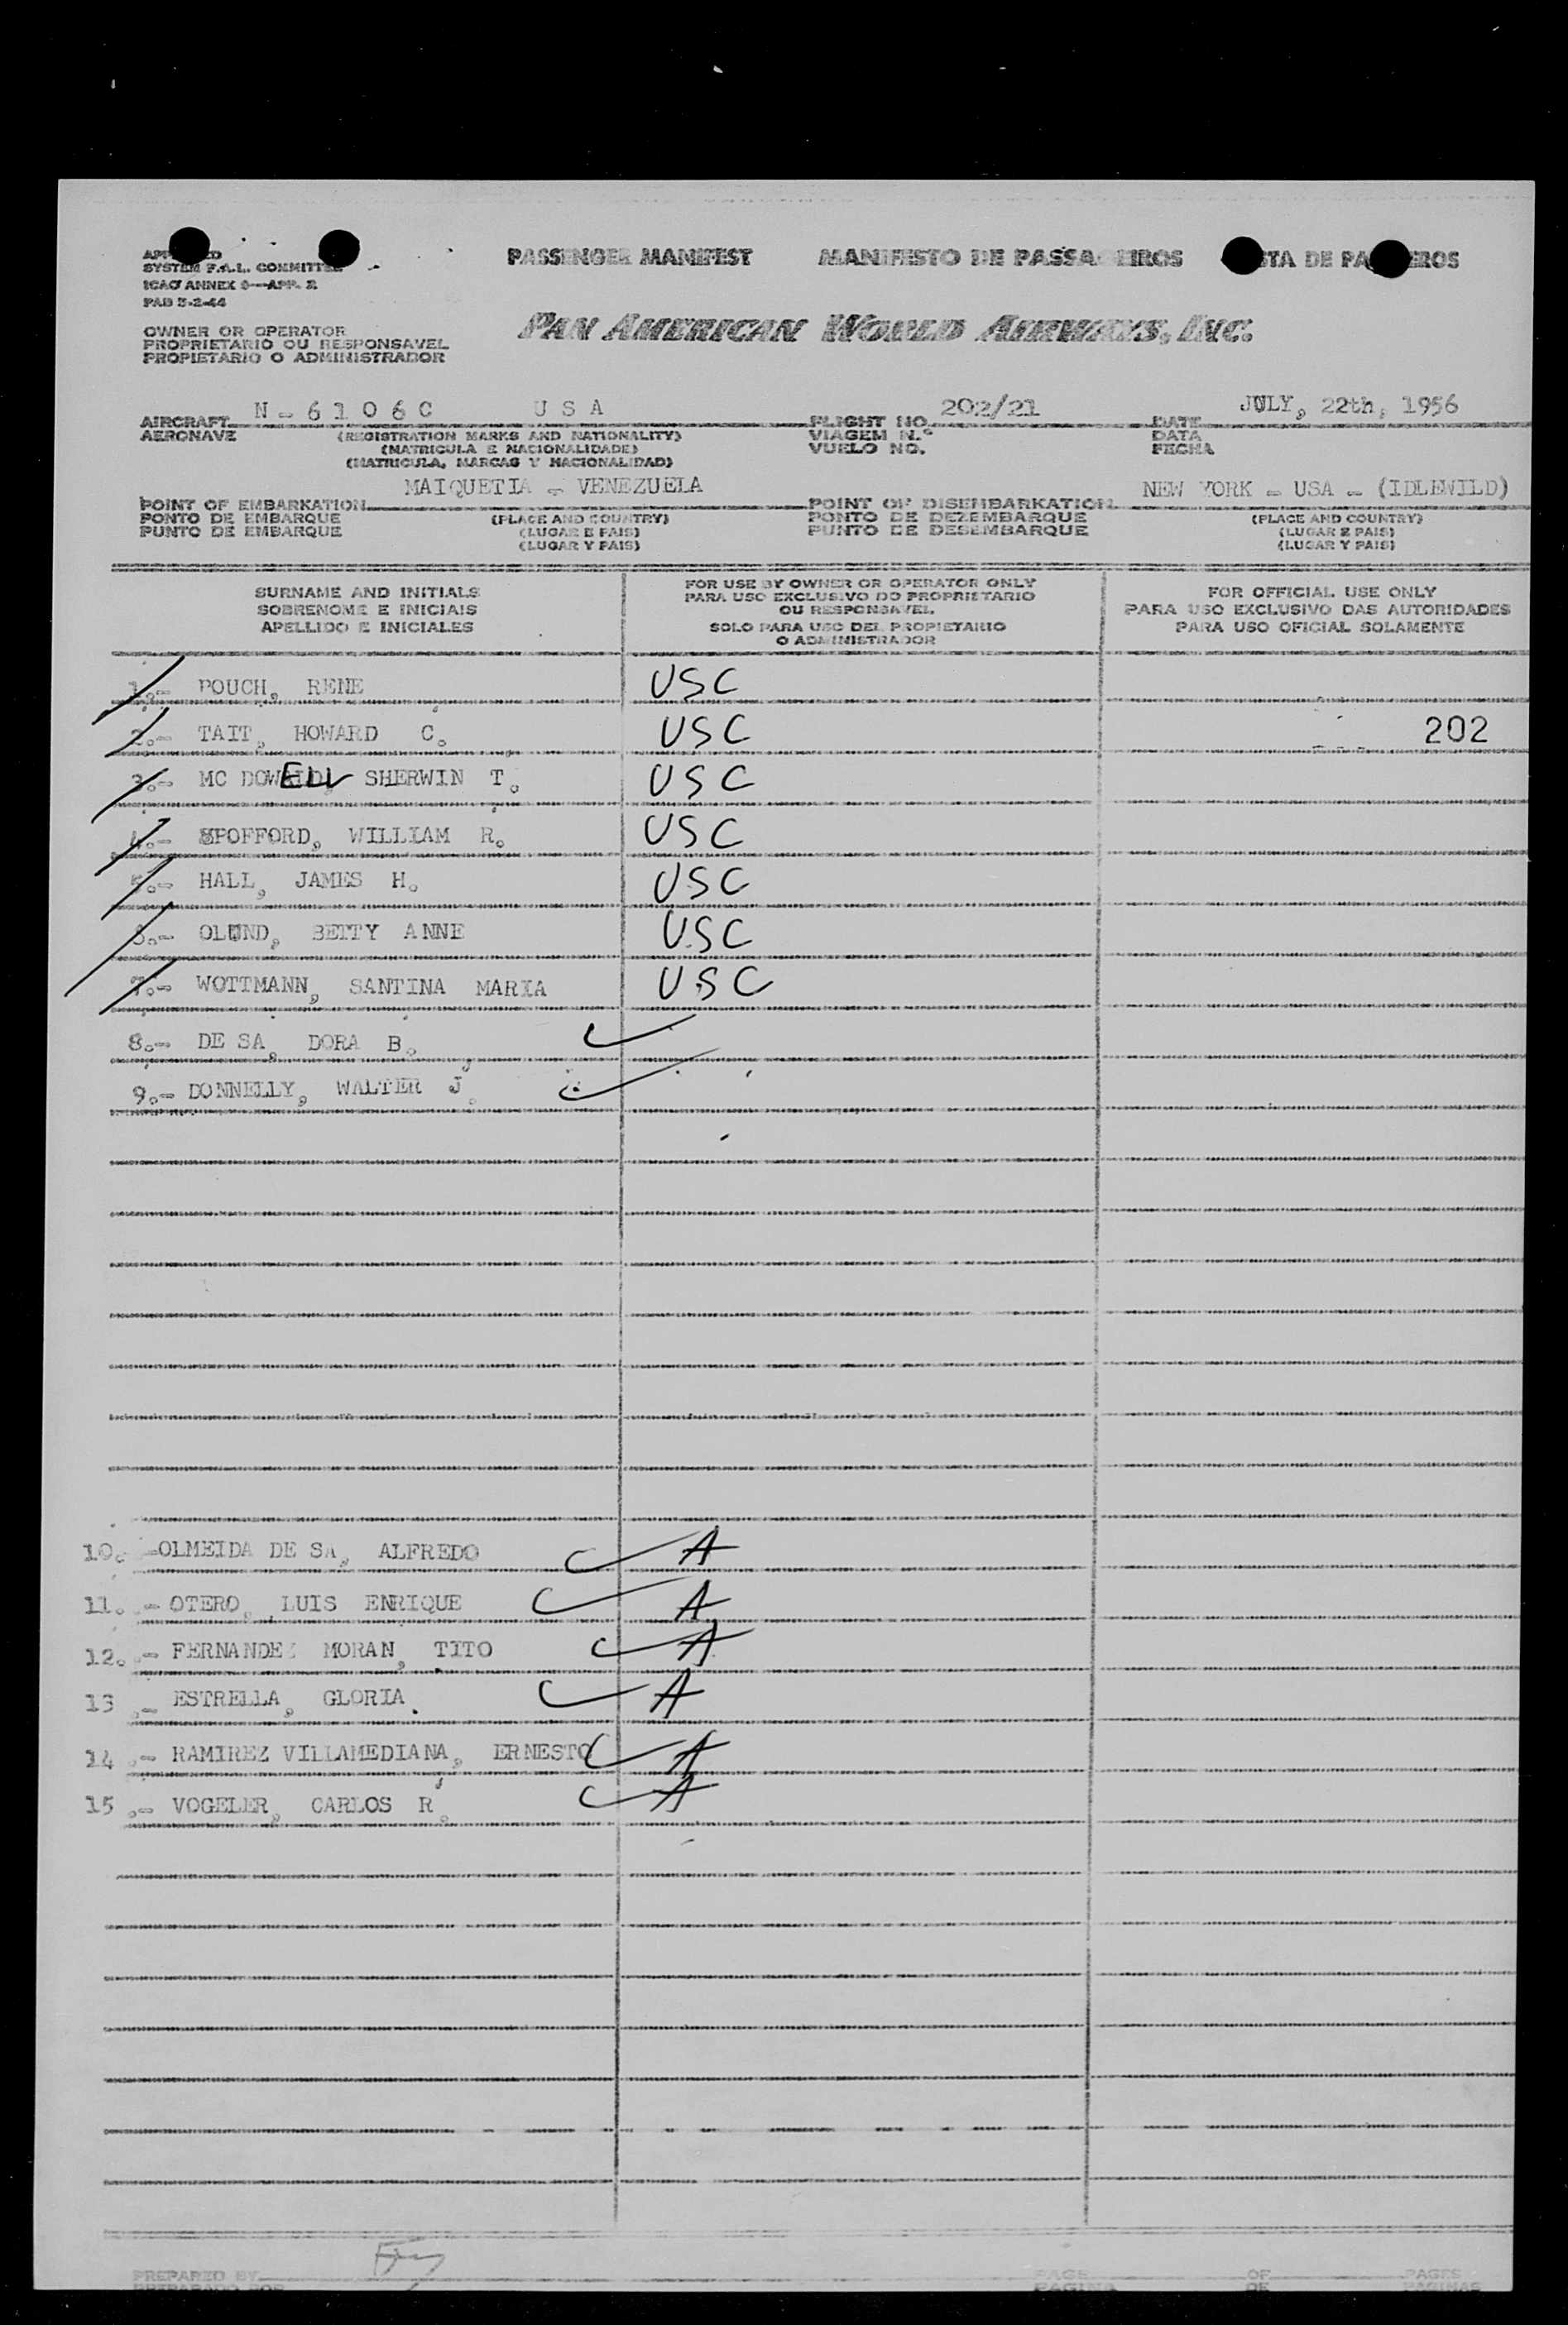 PASSENGER MANIFEST MANIFESTO DE PASSAGEIROS
SYSTEM F.A.L. COMMITTEE
ICAO ANNEX 9—APP. 2
PAD 5-2-44
OWNER OR OPERATOR
PROPRIETARIO OU RESPONSAVEL
PROPIETARIO O ADMINISTRADOR
PAN AMERICAN WORLD AIRWAYS, INC.
AIRCRAFT N-6106C USA FLIGHT NO. 202/21 DATE JULY, 22th, 1956
AERONAVE (REGISTRATION MARKS AND NATIONALITY) VIAGEM N.º DATA
(MATRICULA E NACIONALIDADE) VUELO NO. FECHA
(MATRICULA, MARCAS Y NACIONALIDAD)
POINT OF EMBARKATION MAIQUETIA - VENEZUELA POINT OF DISEMBARKATION NEW YORK - USA - (IDLEWILD)
PONTO DE EMBARQUE (PLACE AND COUNTRY) PONTO DE DEZEMBARQUE (PLACE AND COUNTRY)
PUNTO DE EMBARQUE (LUGAR E PAIS) PUNTO DE DESEMBARQUE (LUGAR E PAIS)
(LUGAR Y PAIS) (LUGAR Y PAIS)
SURNAME AND INITIALS
SOBRENOME E INICIAIS
APELLIDO E INICIALES
FOR USE BY OWNER OR OPERATOR ONLY
PARA USO EXCLUSIVO DO PROPRIETARIO
OU RESPONSAVEL
SOLO PARA USO DEL PROPIETARIO
O ADMINISTRADOR
FOR OFFICIAL USE ONLY
PARA USO EXCLUSIVO DAS AUTORIDADES
PARA USO OFICIAL SOLAMENTE
1.- POUCH, RENE USC
2.- TAIT, HOWARD C. USC 202
3.- MC DOWELL SHERWIN T. USC
4.- SPOFFORD, WILLIAM R. USC
5.- HALL, JAMES H. USC
6.- OLUND, BETTY ANNE USC
7.- WOTTMANN, SANTINA MARIA USC
8.- DE SA, DORA B.
9.- DONNELLY, WALTER J.
10. -OLMEIDA DE SA, ALFREDO A
11. - OTERO, LUIS ENRIQUE A
12. - FERNANDEZ MORAN, TITO A
13 .- ESTRELLA, GLORIA A
14 .- RAMIREZ VILLAMEDIANA, ERNESTO A
15 .- VOGELER, CARLOS R. A
PREPARED BY PAGE OF PAGES
PREPARADO POR PAGINA DE PAGINAS